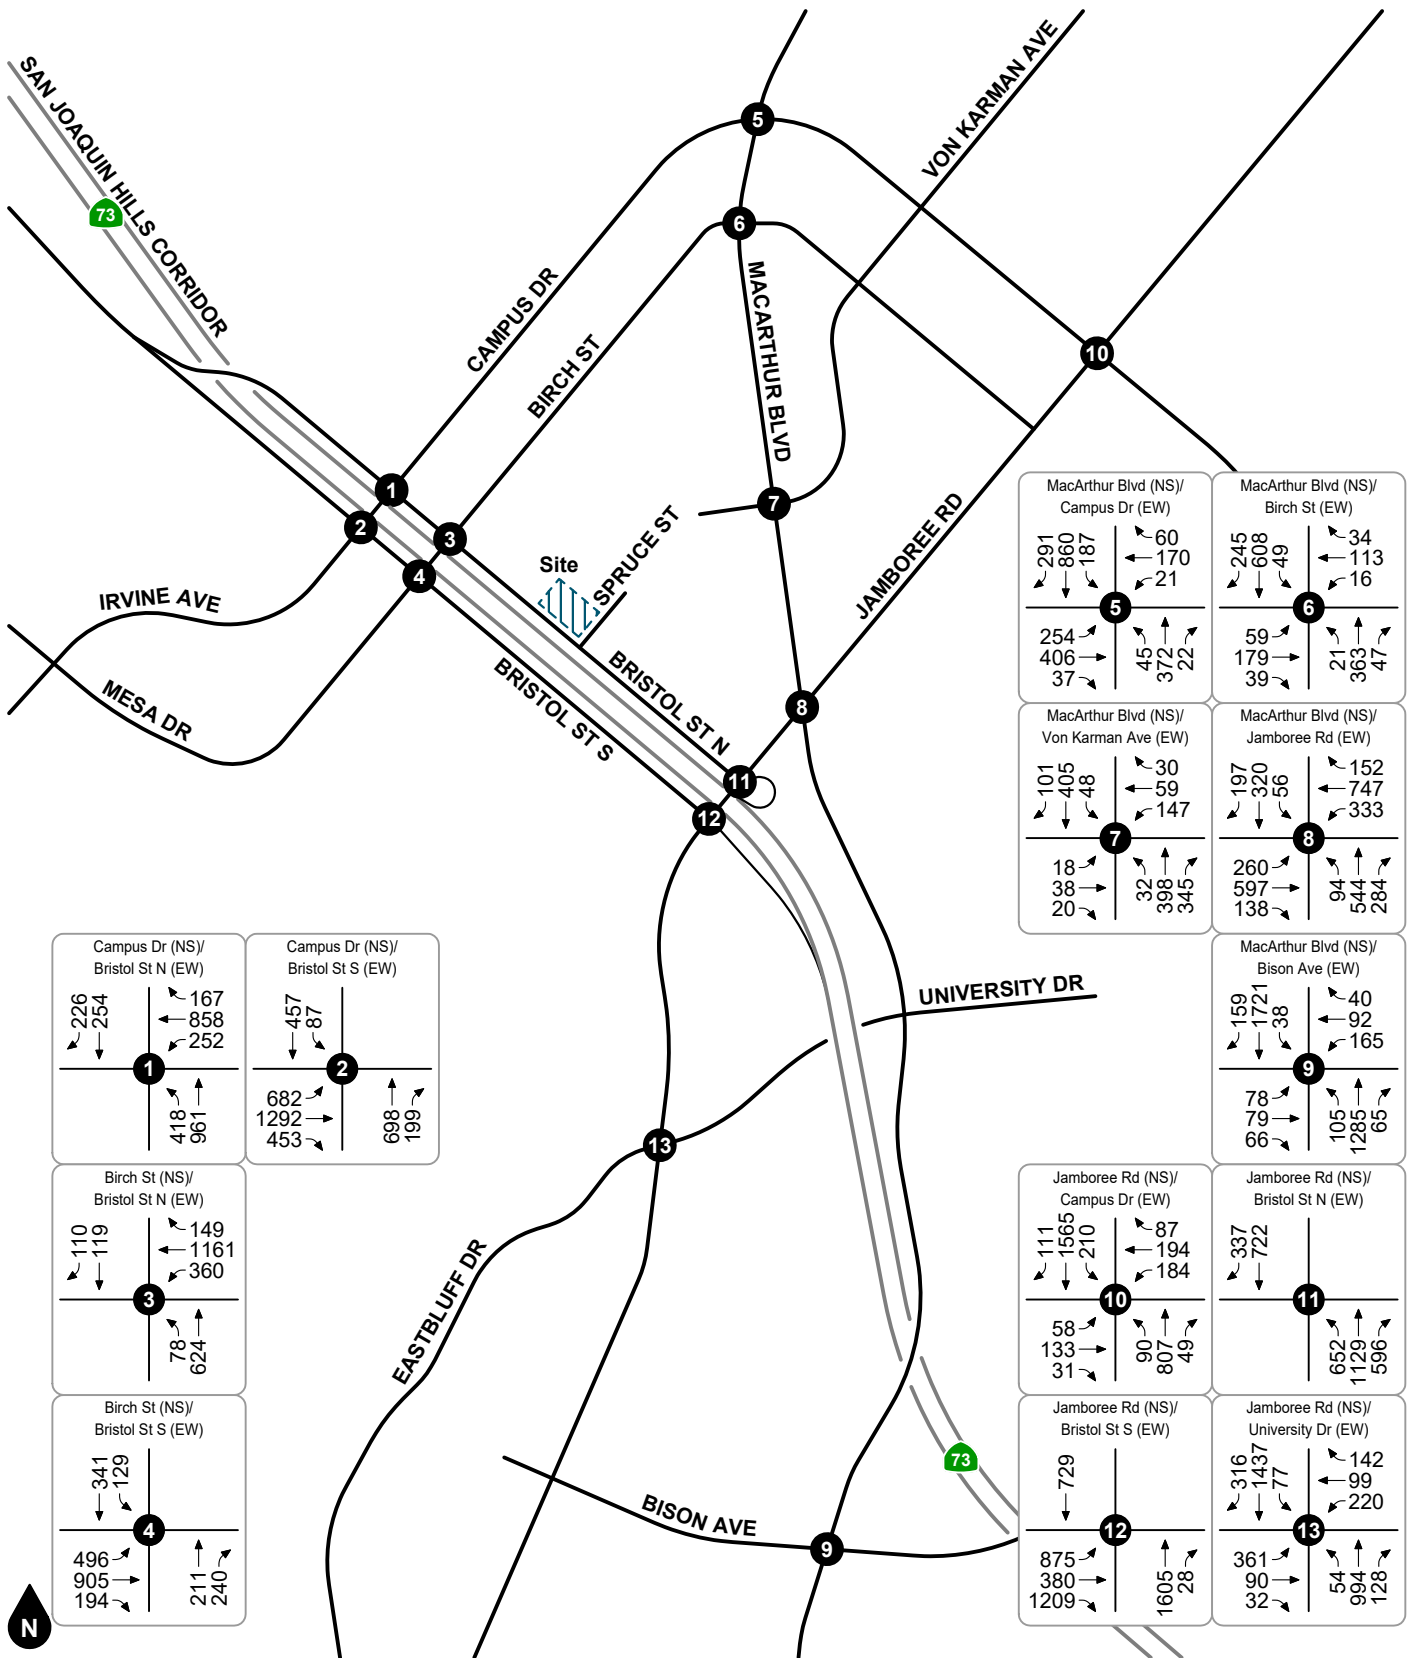 SAN JOAQUIN HILLS CORRIDOR
73
VON KARMAN AVE
CAMPUS DR
BIRCH ST
MACARTHUR BLVD
JAMBOREE RD
SPRUCE ST
Site
IRVINE AVE
MESA DR
BRISTOL ST N
BRISTOL ST S
UNIVERSITY DR
EASTBLUFF DR
BISON AVE
73
N
5
6
10
1
2
3
4
7
8
11
12
13
9
MacArthur Blvd (NS)/
Campus Dr (EW)
291 860 187
60
170
21
5
254
406
37
45 372 22
MacArthur Blvd (NS)/
Birch St (EW)
245 608 49
34
113
16
6
59
179
39
21 363 47
MacArthur Blvd (NS)/
Von Karman Ave (EW)
101 405 48
30
59
147
7
18
38
20
32 398 345
MacArthur Blvd (NS)/
Jamboree Rd (EW)
197 320 56
152
747
333
8
260
597
138
94 544 284
MacArthur Blvd (NS)/
Bison Ave (EW)
159 1721 38
40
92
165
9
78
79
66
105 1285 65
Campus Dr (NS)/
Bristol St N (EW)
226 254
167
858
252
1
418 961
Campus Dr (NS)/
Bristol St S (EW)
457 87
2
682
1292
453
698 199
Birch St (NS)/
Bristol St N (EW)
110 119
149
1161
360
3
78 624
Birch St (NS)/
Bristol St S (EW)
341 129
4
496
905
194
211 240
Jamboree Rd (NS)/
Campus Dr (EW)
111 1565 210
87
194
184
10
58
133
31
90 807 49
Jamboree Rd (NS)/
Bristol St N (EW)
337 722
11
652 1129 596
Jamboree Rd (NS)/
Bristol St S (EW)
729
12
875
380
1209
1605 28
Jamboree Rd (NS)/
University Dr (EW)
316 1437 77
142
99
220
13
361
90
32
54 994 128